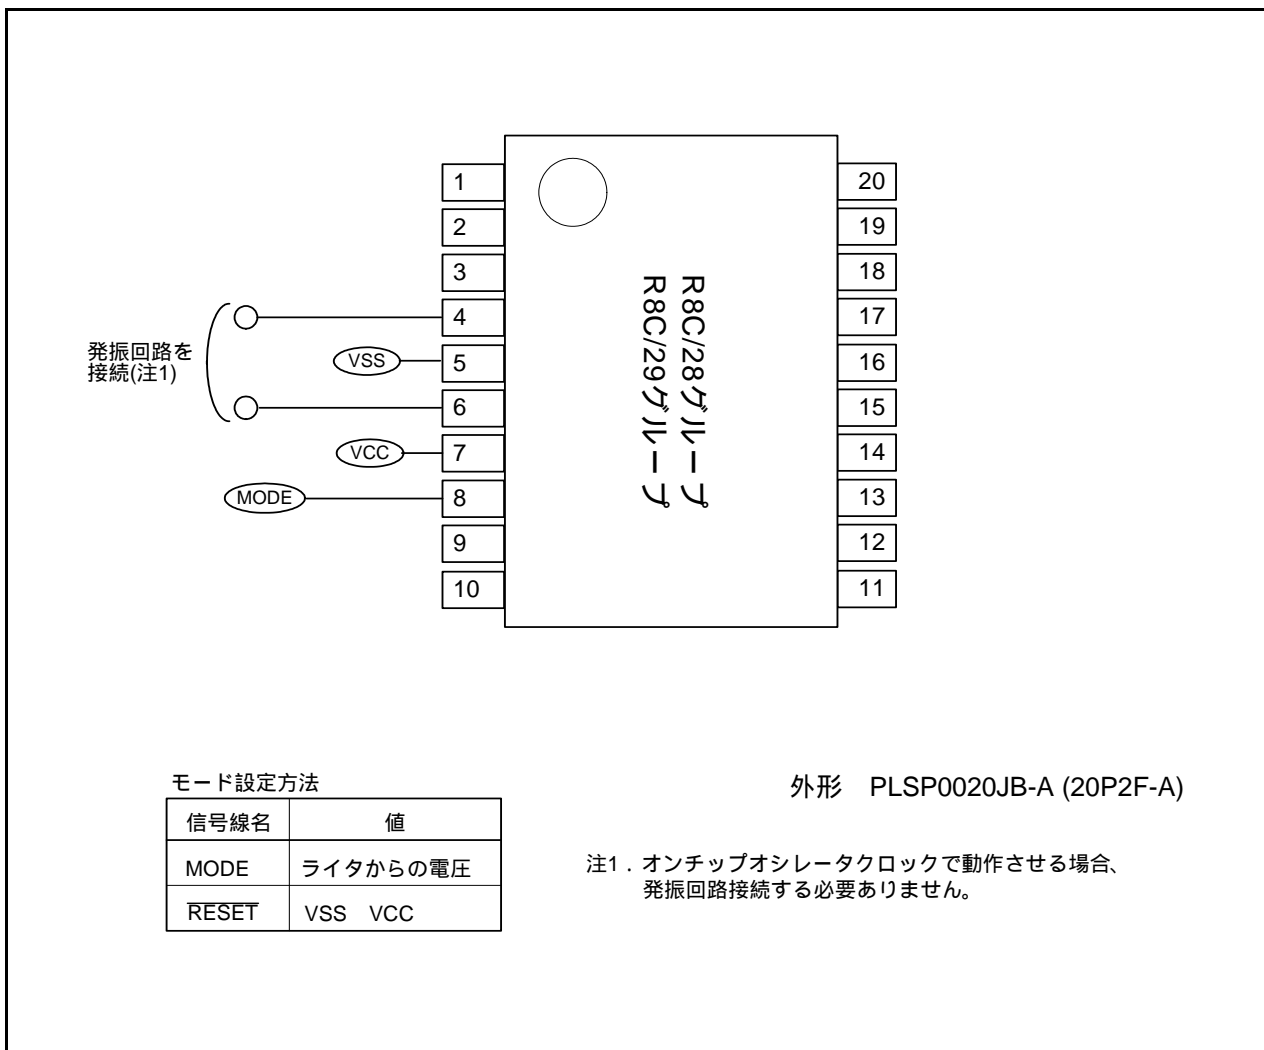 1
2
3
4
5
6
7
8
9
10
20
19
18
17
16
15
14
13
12
11
発振回路を
接続(注1)
VSS
VCC
MODE
R8C/28グループ
R8C/29グループ
モード設定方法
信号線名 値
MODE ライタからの電圧
RESET VSS VCC
外形 PLSP0020JB-A (20P2F-A)
注1．オンチップオシレータクロックで動作させる場合、
発振回路接続する必要ありません。